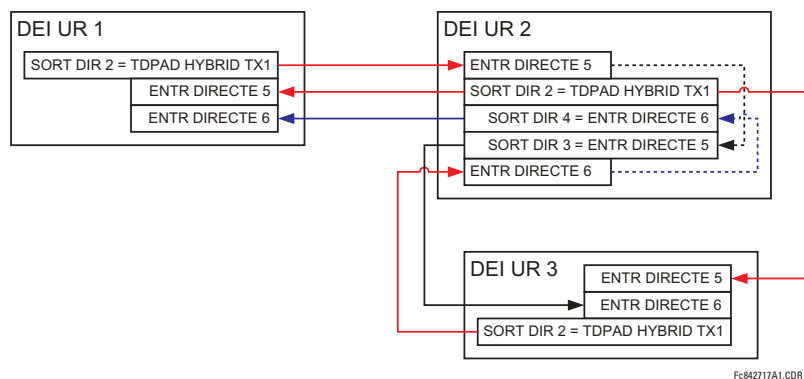 DEI UR 1
SORT DIR 2 = TDPAD HYBRID TX1
ENTR DIRECTE 5
ENTR DIRECTE 6
DEI UR 2
ENTR DIRECTE 5
SORT DIR 2 = TDPAD HYBRID TX1
SORT DIR 4 = ENTR DIRECTE 6
SORT DIR 3 = ENTR DIRECTE 5
ENTR DIRECTE 6
DEI UR 3
ENTR DIRECTE 5
ENTR DIRECTE 6
SORT DIR 2 = TDPAD HYBRID TX1
Fc842717A1.CDR